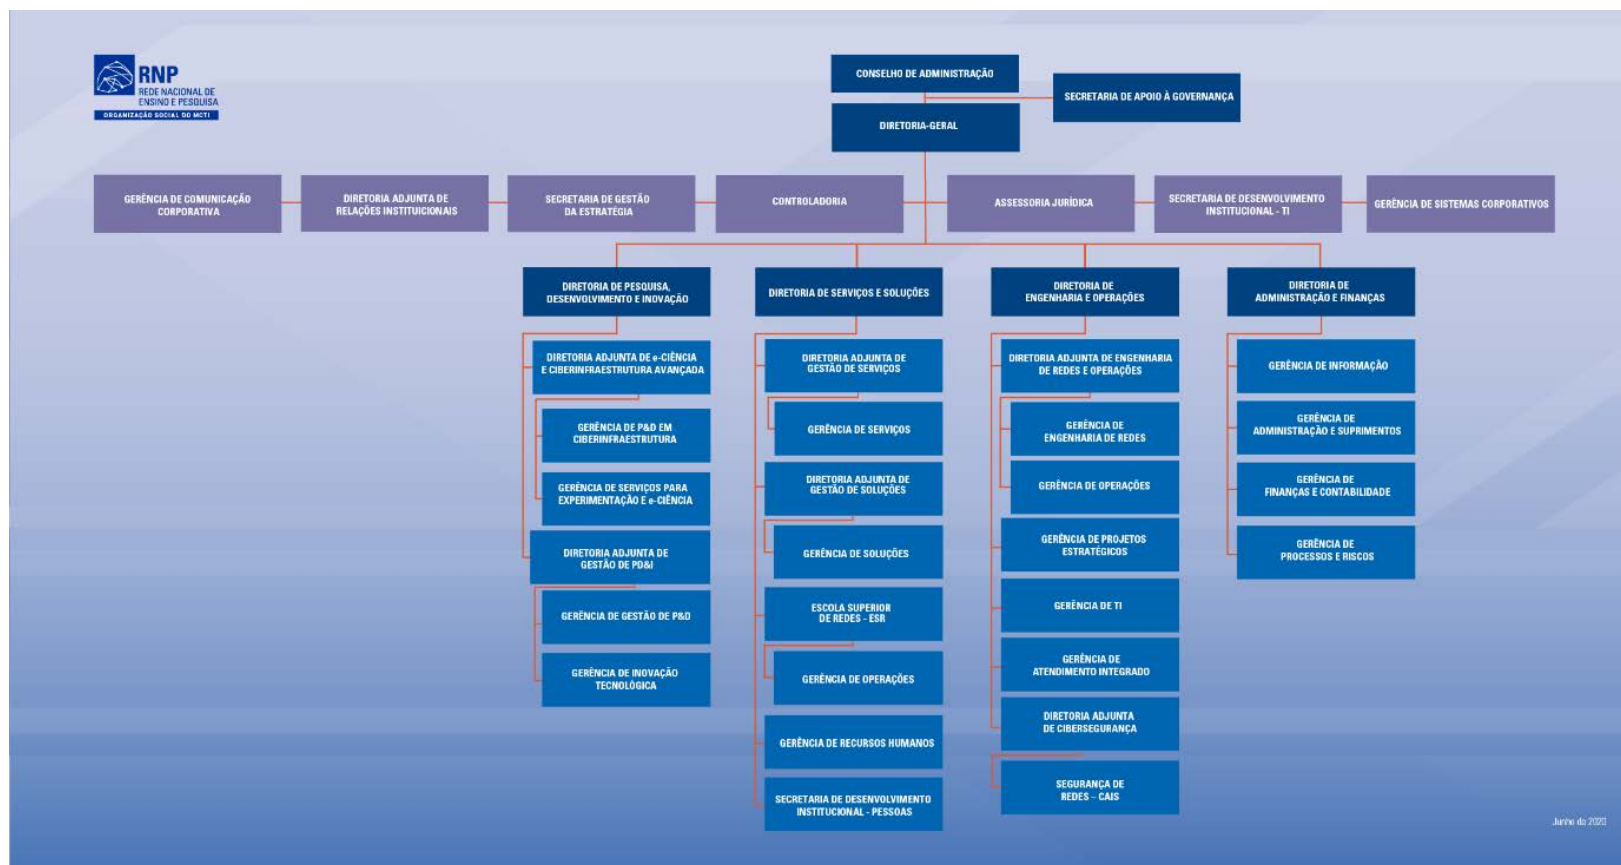 RNP
REDE NACIONAL DE
ENSINO E PESQUISA
ORGANIZAÇÃO SOCIAL DO MCTI
CONSELHO DE ADMINISTRAÇÃO
SECRETARIA DE APOIO À GOVERNANÇA
DIRETORIA-GERAL
GERÊNCIA DE COMUNICAÇÃO
CORPORATIVA
DIRETORIA ADJUNTA DE
RELAÇÕES INSTITUICIONAIS
SECRETARIA DE GESTÃO
DA ESTRATÉGIA
CONTROLADORIA
ASSESSORIA JURÍDICA
SECRETARIA DE DESENVOLVIMENTO
INSTITUCIONAL - TI
GERÊNCIA DE SISTEMAS CORPORATIVOS
DIRETORIA DE PESQUISA,
DESENVOLVIMENTO E INOVAÇÃO
DIRETORIA ADJUNTA DE e-CIÊNCIA
E CIBERINFRAESTRUTURA AVANÇADA
GERÊNCIA DE P&D EM
CIBERINFRAESTRUTURA
GERÊNCIA DE SERVIÇOS PARA
EXPERIMENTAÇÃO E e-CIÊNCIA
DIRETORIA ADJUNTA DE
GESTÃO DE PD&I
GERÊNCIA DE GESTÃO DE P&D
GERÊNCIA DE INOVAÇÃO
TECNOLÓGICA
DIRETORIA DE SERVIÇOS E SOLUÇÕES
DIRETORIA ADJUNTA DE
GESTÃO DE SERVIÇOS
GERÊNCIA DE SERVIÇOS
DIRETORIA ADJUNTA DE
GESTÃO DE SOLUÇÕES
GERÊNCIA DE SOLUÇÕES
ESCOLA SUPERIOR
DE REDES - ESR
GERÊNCIA DE OPERAÇÕES
GERÊNCIA DE RECURSOS HUMANOS
SECRETARIA DE DESENVOLVIMENTO
INSTITUCIONAL - PESSOAS
DIRETORIA DE
ENGENHARIA E OPERAÇÕES
DIRETORIA ADJUNTA DE ENGENHARIA
DE REDES E OPERAÇÕES
GERÊNCIA DE
ENGENHARIA DE REDES
GERÊNCIA DE OPERAÇÕES
GERÊNCIA DE PROJETOS
ESTRATÉGICOS
GERÊNCIA DE TI
GERÊNCIA DE
ATENDIMENTO INTEGRADO
DIRETORIA ADJUNTA
DE CIBERSEGURANÇA
SEGURANÇA DE
REDES – CAIS
DIRETORIA DE
ADMINISTRAÇÃO E FINANÇAS
GERÊNCIA DE INFORMAÇÃO
GERÊNCIA DE
ADMINISTRAÇÃO E SUPRIMENTOS
GERÊNCIA DE
FINANÇAS E CONTABILIDADE
GERÊNCIA DE
PROCESSOS E RISCOS
Junho de 2020